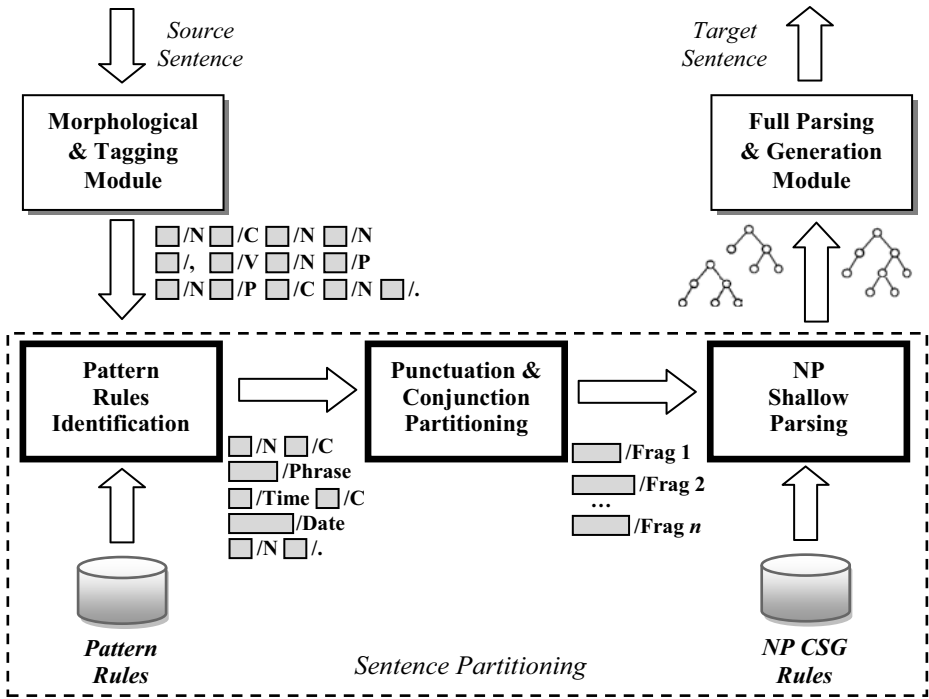 Source
Sentence
Target
Sentence
Morphological
& Tagging
Module
Full Parsing
& Generation
Module
/N /C /N /N
/, /V /N /P
/N /P /C /N /.
Pattern
Rules
Identification
Punctuation &
Conjunction
Partitioning
NP
Shallow
Parsing
/N /C
/Phrase
/Time /C
/Date
/N /.
/Frag 1
/Frag 2
...
/Frag n
Pattern
Rules
Sentence Partitioning
NP CSG
Rules